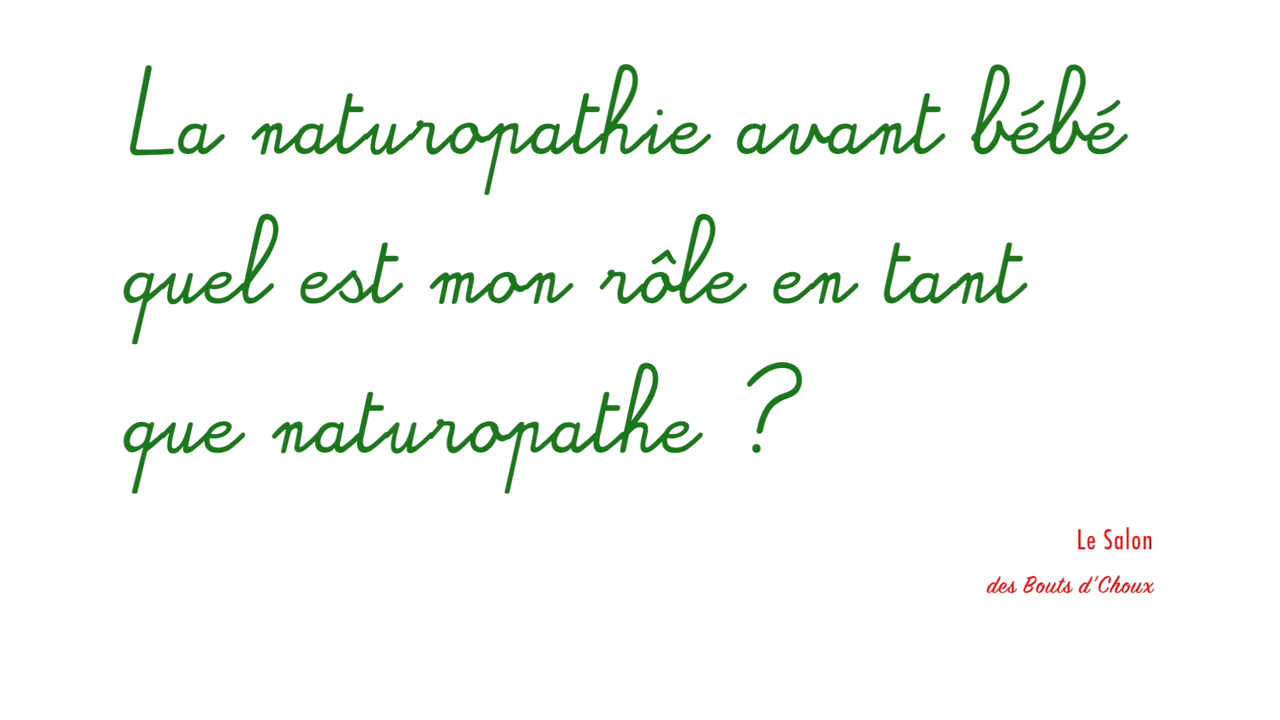 La naturopathie avant bébé
quel est mon rôle en tant
que naturopathe ?
Le Salon
des Bouts d'Choux